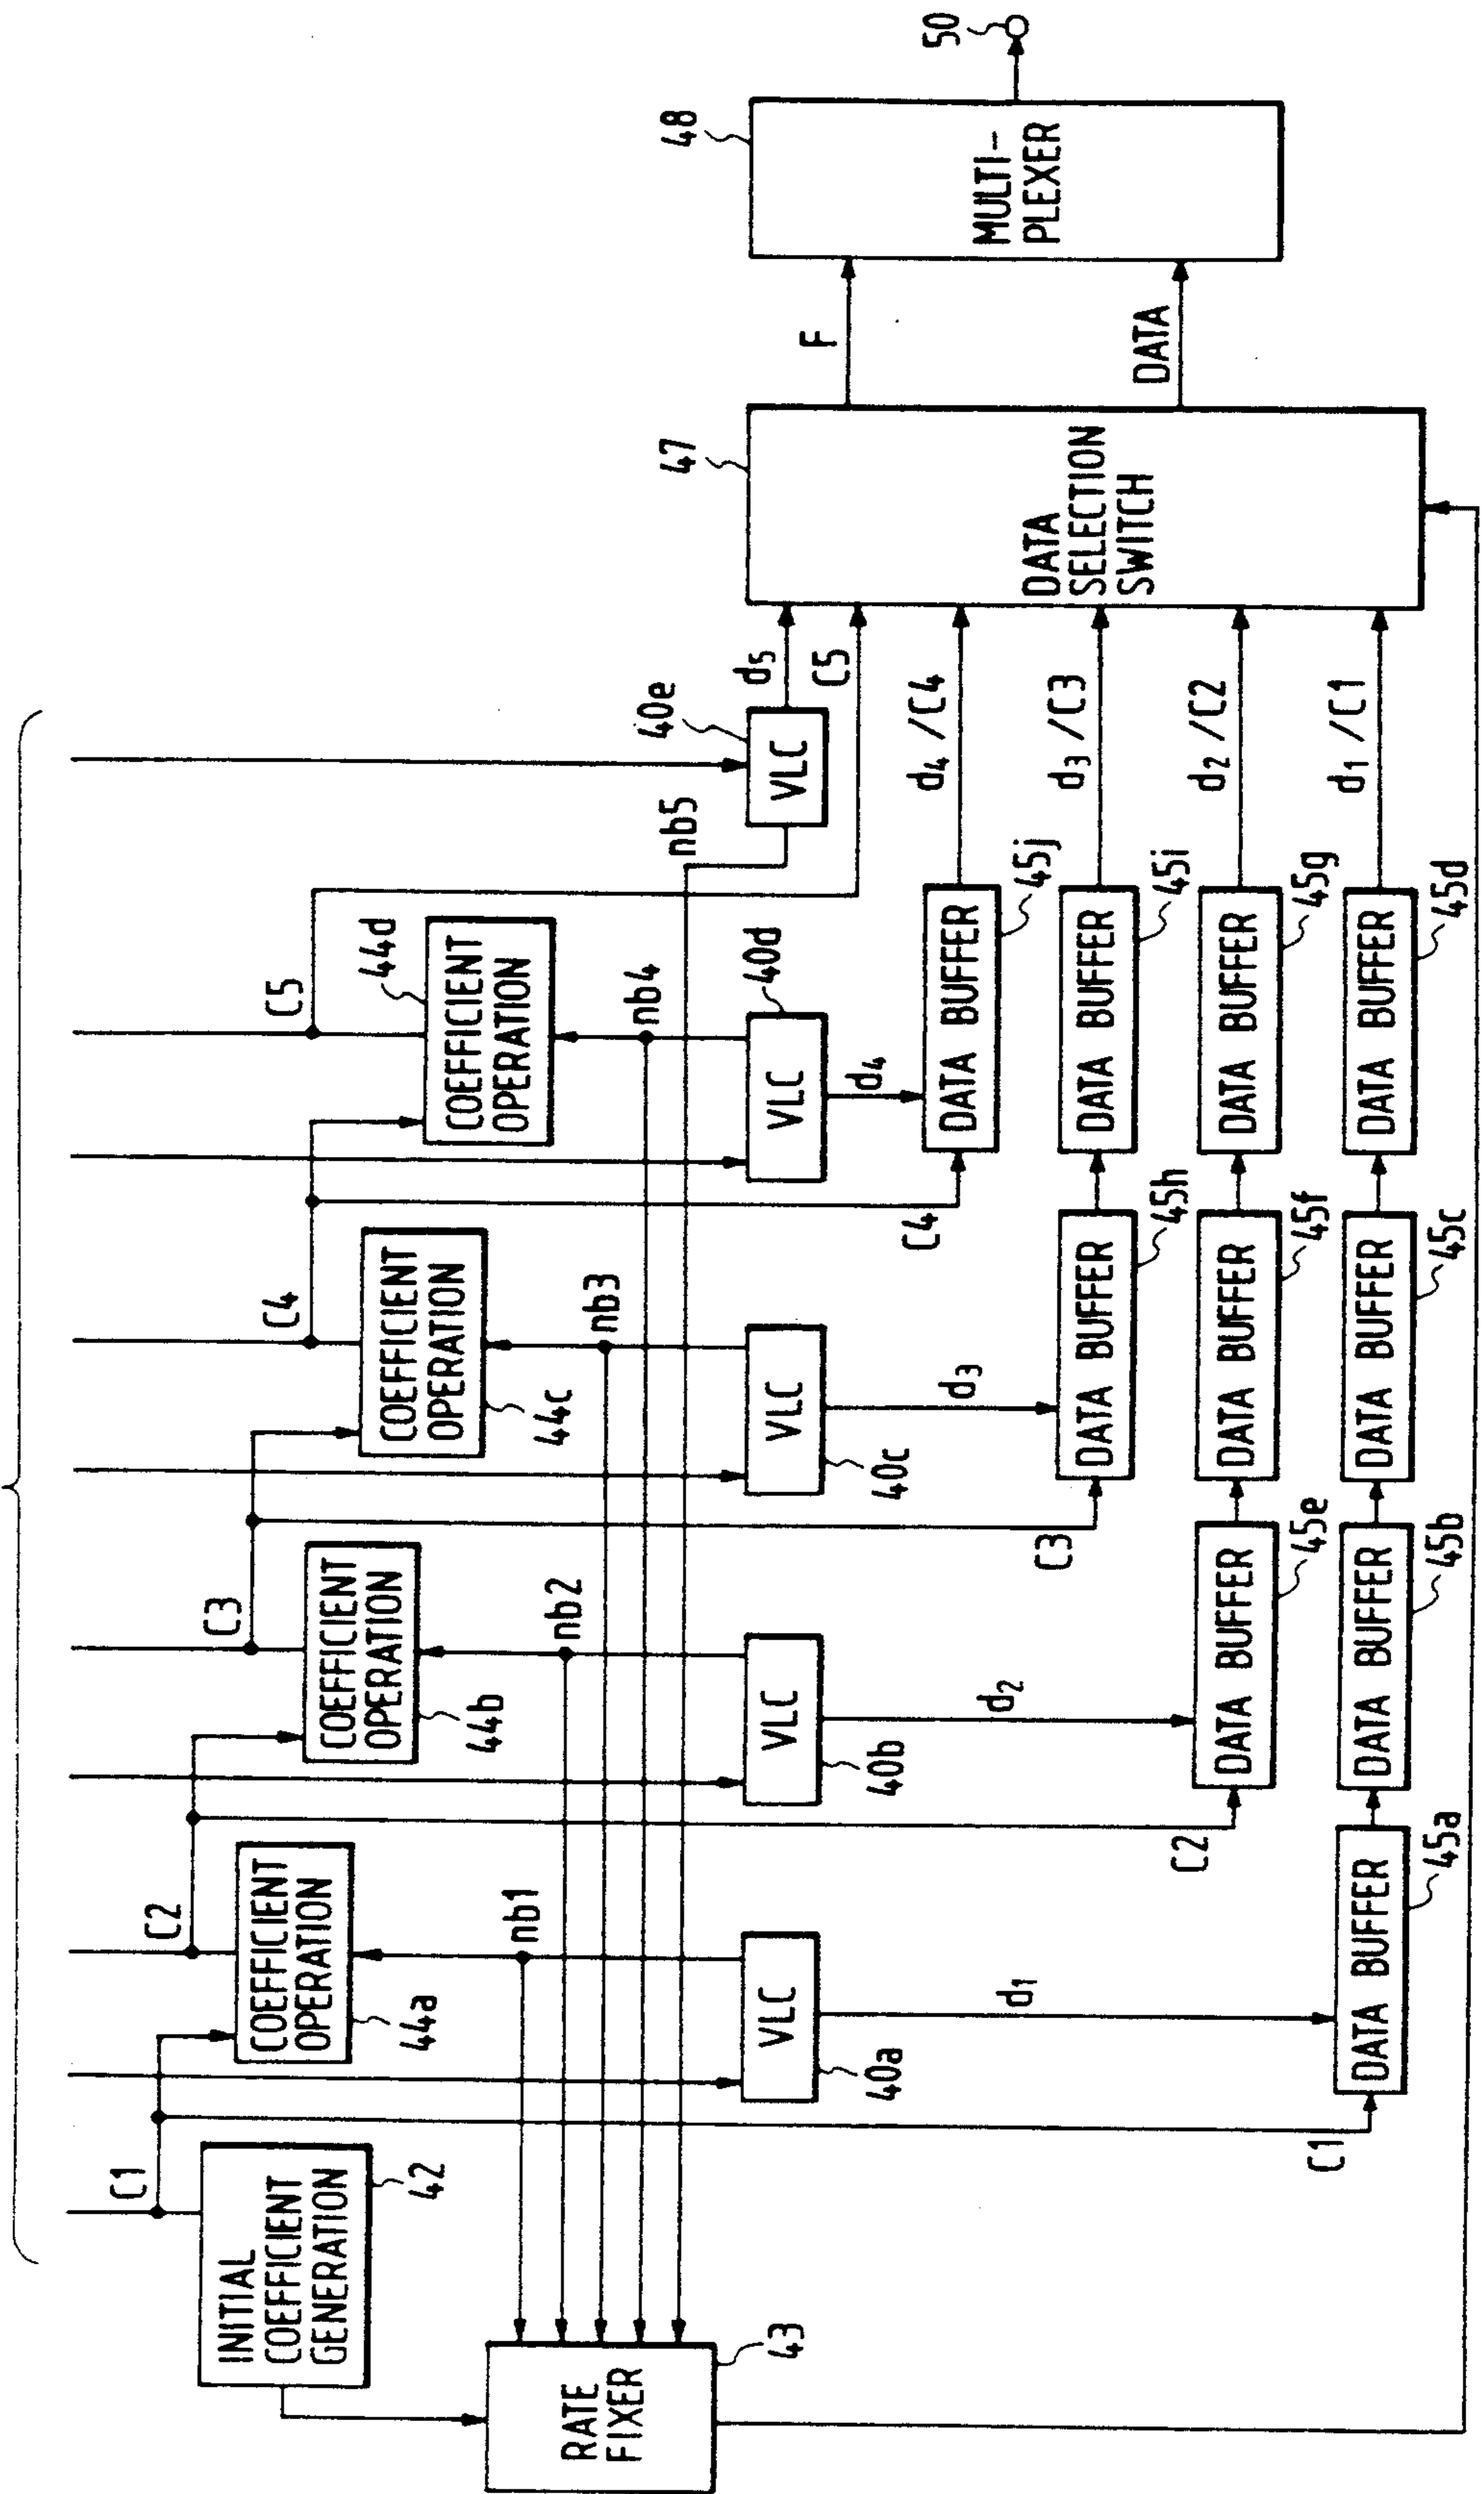 INITIAL
COEFFICIENT
GENERATION
42
C1
RATE
FIXER
43
COEFFICIENT
OPERATION
44a
C2
nb1
VLC
40a
d1
C1
DATA BUFFER
45a
COEFFICIENT
OPERATION
44b
C3
nb2
VLC
40b
d2
C2
DATA BUFFER
45e
DATA BUFFER
45b
COEFFICIENT
OPERATION
44c
C4
nb3
VLC
40c
d3
C3
DATA BUFFER
45h
DATA BUFFER
45f
DATA BUFFER
45c
COEFFICIENT
OPERATION
44d
C5
nb4
VLC
40d
d4
C4
DATA BUFFER
45j
DATA BUFFER
45i
DATA BUFFER
45g
DATA BUFFER
45d
nb5
VLC
40e
d5
C5
d4 /C4
d3 /C3
d2 /C2
d1 /C1
DATA
SELECTION
SWITCH
47
F
DATA
MULTI-
PLEXER
48
50